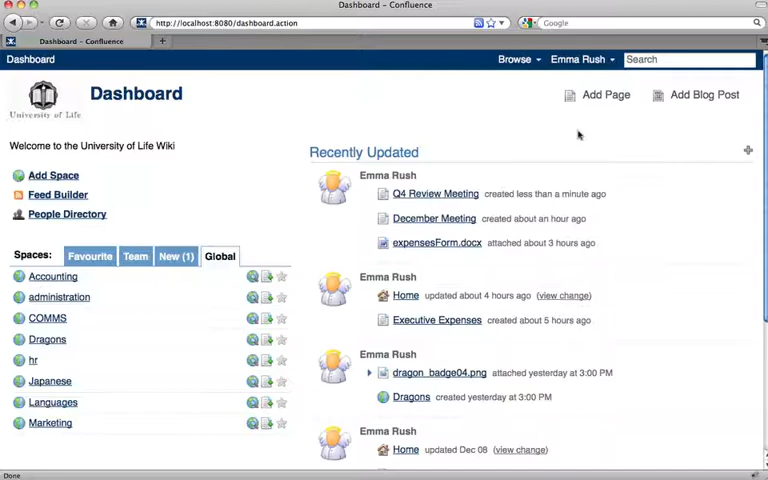 Dashboard - Confluence
http://localhost:8080/dashboard.action
Google
Dashboard - Confluence
Dashboard
Browse
Emma Rush
Search
University of Life
Dashboard
Add Page
Add Blog Post
Welcome to the University of Life Wiki
Add Space
Feed Builder
People Directory
Spaces:
Favourite
Team
New (1)
Global
Accounting
administration
COMMS
Dragons
hr
Japanese
Languages
Marketing
Recently Updated
Emma Rush
Q4 Review Meeting created less than a minute ago
December Meeting created about an hour ago
expensesForm.docx attached about 3 hours ago
Emma Rush
Home updated about 4 hours ago (view change)
Executive Expenses created about 5 hours ago
Emma Rush
dragon_badge04.png attached yesterday at 3:00 PM
Dragons created yesterday at 3:00 PM
Emma Rush
Home updated Dec 08 (view change)
Done